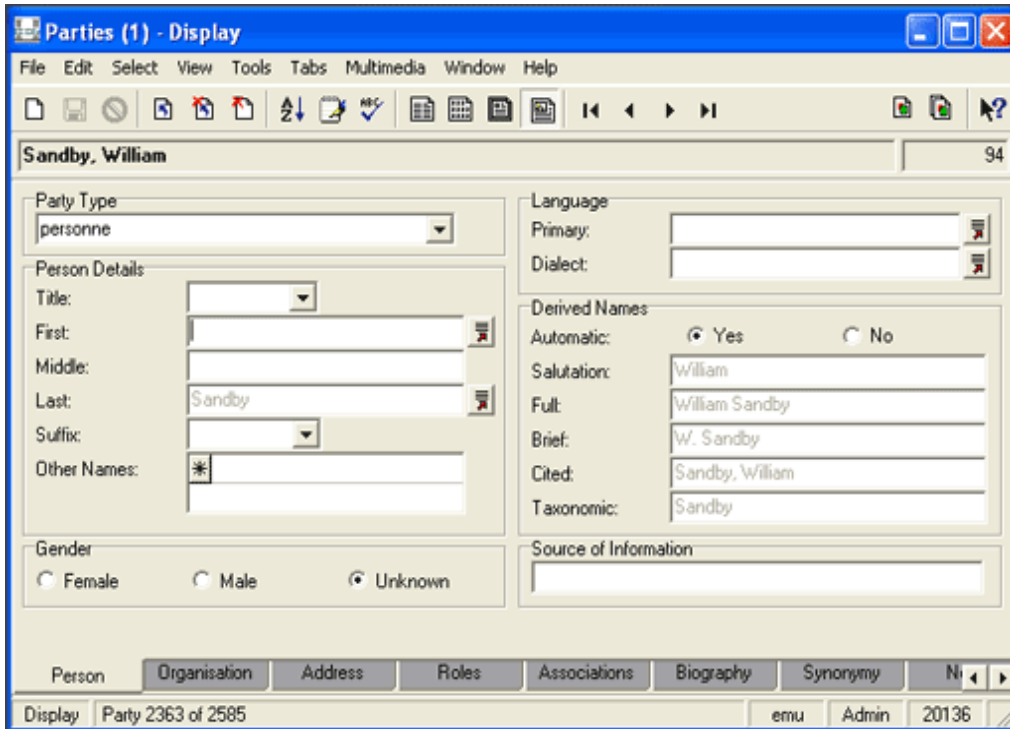 Parties (1) - Display
File Edit Select View Tools Tabs Multimedia Window Help
Sandby, William 94
Party Type
personne
Person Details
Title:
First:
Middle:
Last: Sandby
Suffix:
Other Names:
Gender
Female Male Unknown
Language
Primary:
Dialect:
Derived Names
Automatic: Yes No
Salutation: William
Full: William Sandby
Brief: W. Sandby
Cited: Sandby, William
Taxonomic: Sandby
Source of Information
Person Organisation Address Roles Associations Biography Synonymy
Display Party 2363 of 2585 emu Admin 20136